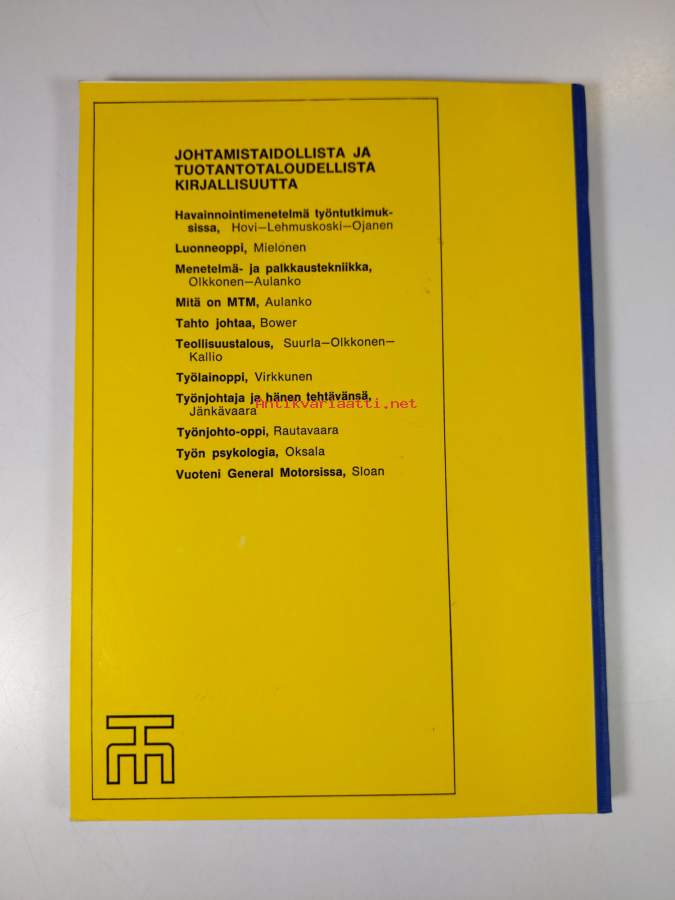 JOHTAMISTAIDOLLISTA JA
TUOTANTOTALOUDELLISTA
KIRJALLISUUTTA
Havainnointimenetelmä työntutkimuk-
sissa, Hovi—Lehmuskoski—Ojanen
Luonneoppi, Mielonen
Menetelmä- ja palkkaustekniikka,
Olkkonen—Aulanko
Mitä on MTM, Aulanko
Tahto johtaa, Bower
Teollisuustalous, Suurla—Olkkonen—
Kallio
Työlainoppi, Virkkunen
Työnjohtaja ja hänen tehtävänsä,
Antikvariaatti.net
Jänkävaara
Työnjohto-oppi, Rautavaara
Työn psykologia, Oksala
Vuoteni General Motorsissa, Sloan